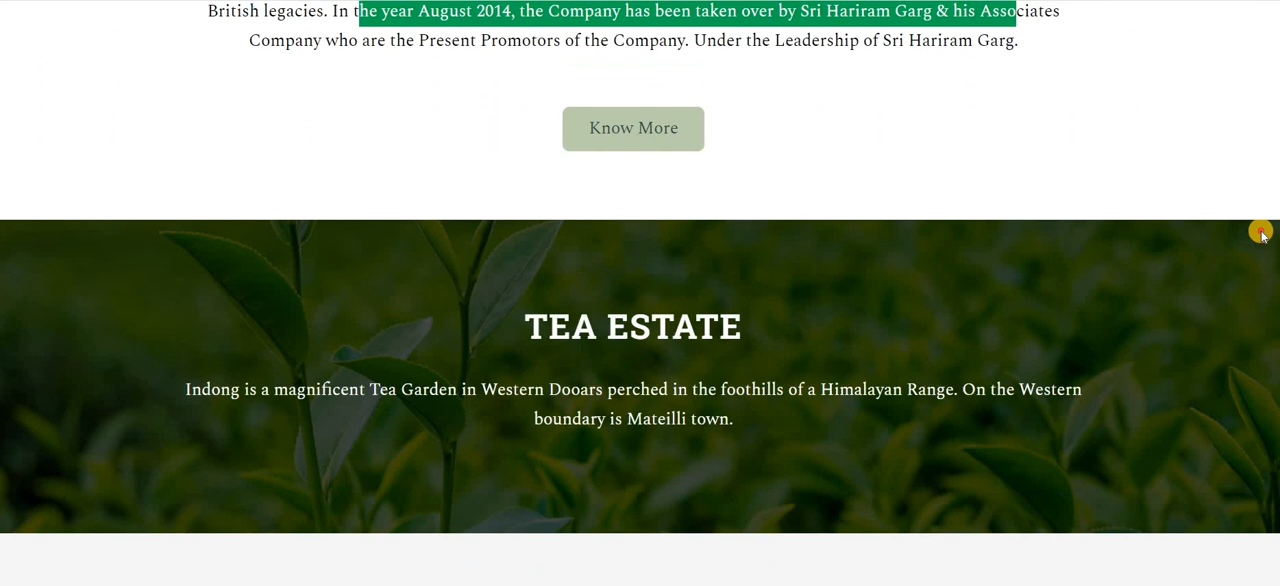 British legacies. In the year August 2014, the Company has been taken over by Sri Hariram Garg & his Associates
Company who are the Present Promotors of the Company. Under the Leadership of Sri Hariram Garg.
Know More
TEA ESTATE
Indong is a magnificent Tea Garden in Western Dooars perched in the foothills of a Himalayan Range. On the Western
boundary is Mateilli town.